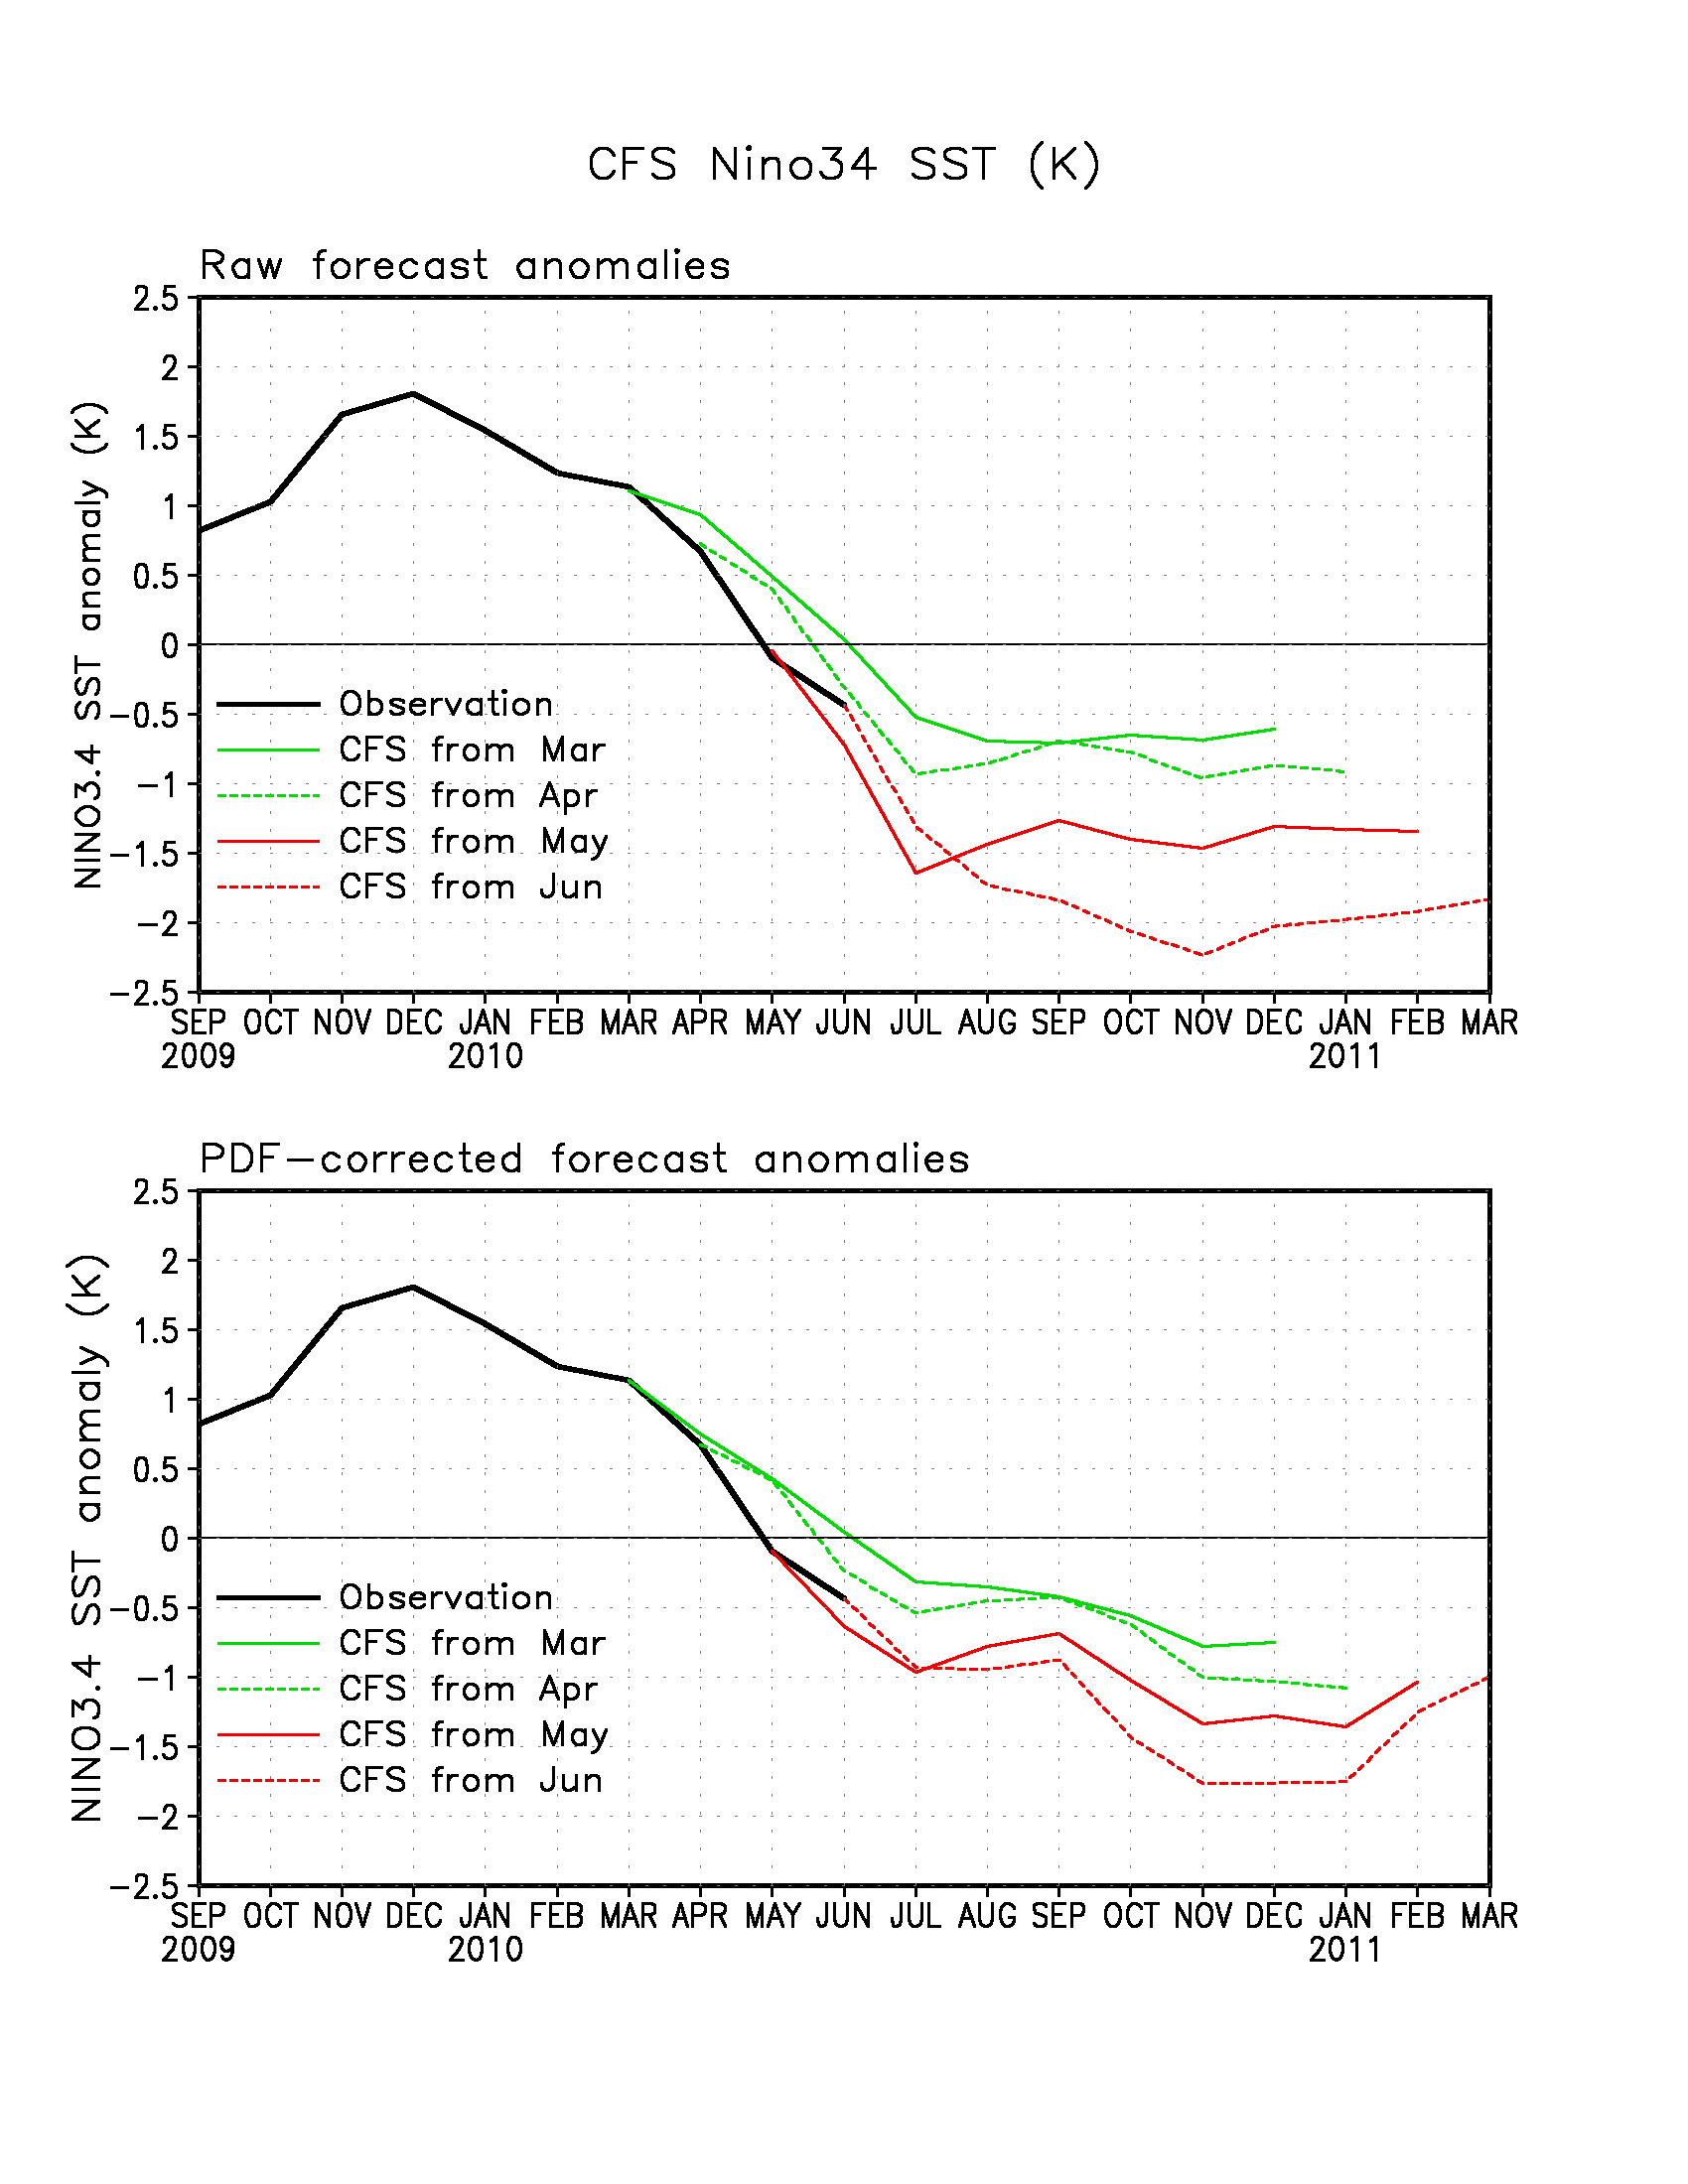 CFS Nino34 SST (K)
Raw forecast anomalies
NINO3.4 SST anomaly (K)
2.5
2
1.5
1
0.5
0
-0.5
-1
-1.5
-2
-2.5
Observation
CFS from Mar
CFS from Apr
CFS from May
CFS from Jun
SEP OCT NOV DEC JAN FEB MAR APR MAY JUN JUL AUG SEP OCT NOV DEC JAN FEB MAR
2009 2010 2011
PDF-corrected forecast anomalies
NINO3.4 SST anomaly (K)
2.5
2
1.5
1
0.5
0
-0.5
-1
-1.5
-2
-2.5
Observation
CFS from Mar
CFS from Apr
CFS from May
CFS from Jun
SEP OCT NOV DEC JAN FEB MAR APR MAY JUN JUL AUG SEP OCT NOV DEC JAN FEB MAR
2009 2010 2011